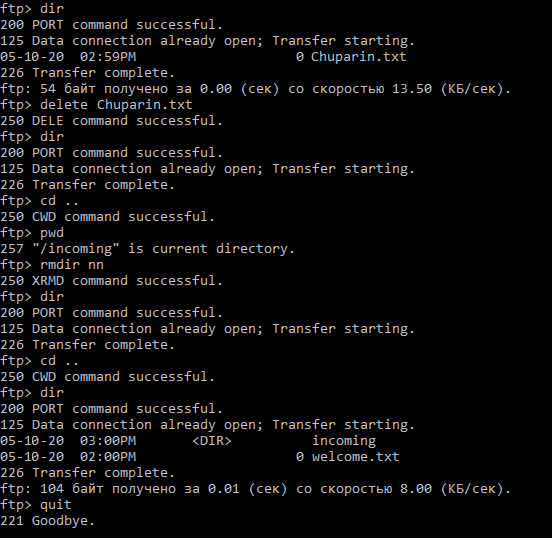 ftp> dir
200 PORT command successful.
125 Data connection already open; Transfer starting.
05-10-20  02:59PM                    0 Chuparin.txt
226 Transfer complete.
ftp: 54 байт получено за 0.00 (сек) со скоростью 13.50 (КБ/сек).
ftp> delete Chuparin.txt
250 DELE command successful.
ftp> dir
200 PORT command successful.
125 Data connection already open; Transfer starting.
226 Transfer complete.
ftp> cd ..
250 CWD command successful.
ftp> pwd
257 "/incoming" is current directory.
ftp> rmdir nn
250 XRMD command successful.
ftp> dir
200 PORT command successful.
125 Data connection already open; Transfer starting.
226 Transfer complete.
ftp> cd ..
250 CWD command successful.
ftp> dir
200 PORT command successful.
125 Data connection already open; Transfer starting.
05-10-20  03:00PM       <DIR>          incoming
05-10-20  02:00PM                    0 welcome.txt
226 Transfer complete.
ftp: 104 байт получено за 0.01 (сек) со скоростью 8.00 (КБ/сек).
ftp> quit
221 Goodbye.